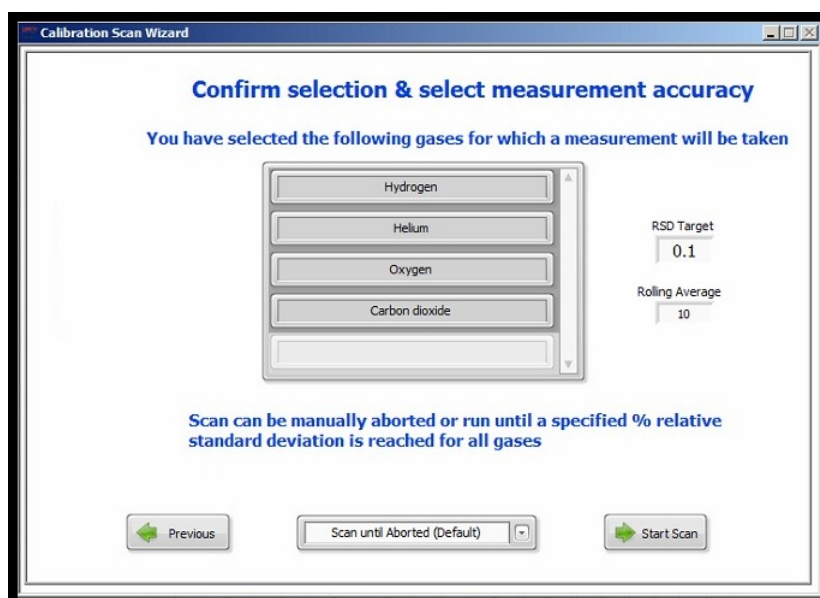 Calibration Scan Wizard
Confirm selection & select measurement accuracy
You have selected the following gases for which a measurement will be taken
Hydrogen
Helium
Oxygen
Carbon dioxide
RSD Target
0.1
Rolling Average
10
Scan can be manually aborted or run until a specified % relative
standard deviation is reached for all gases
Previous
Scan until Aborted (Default)
Start Scan